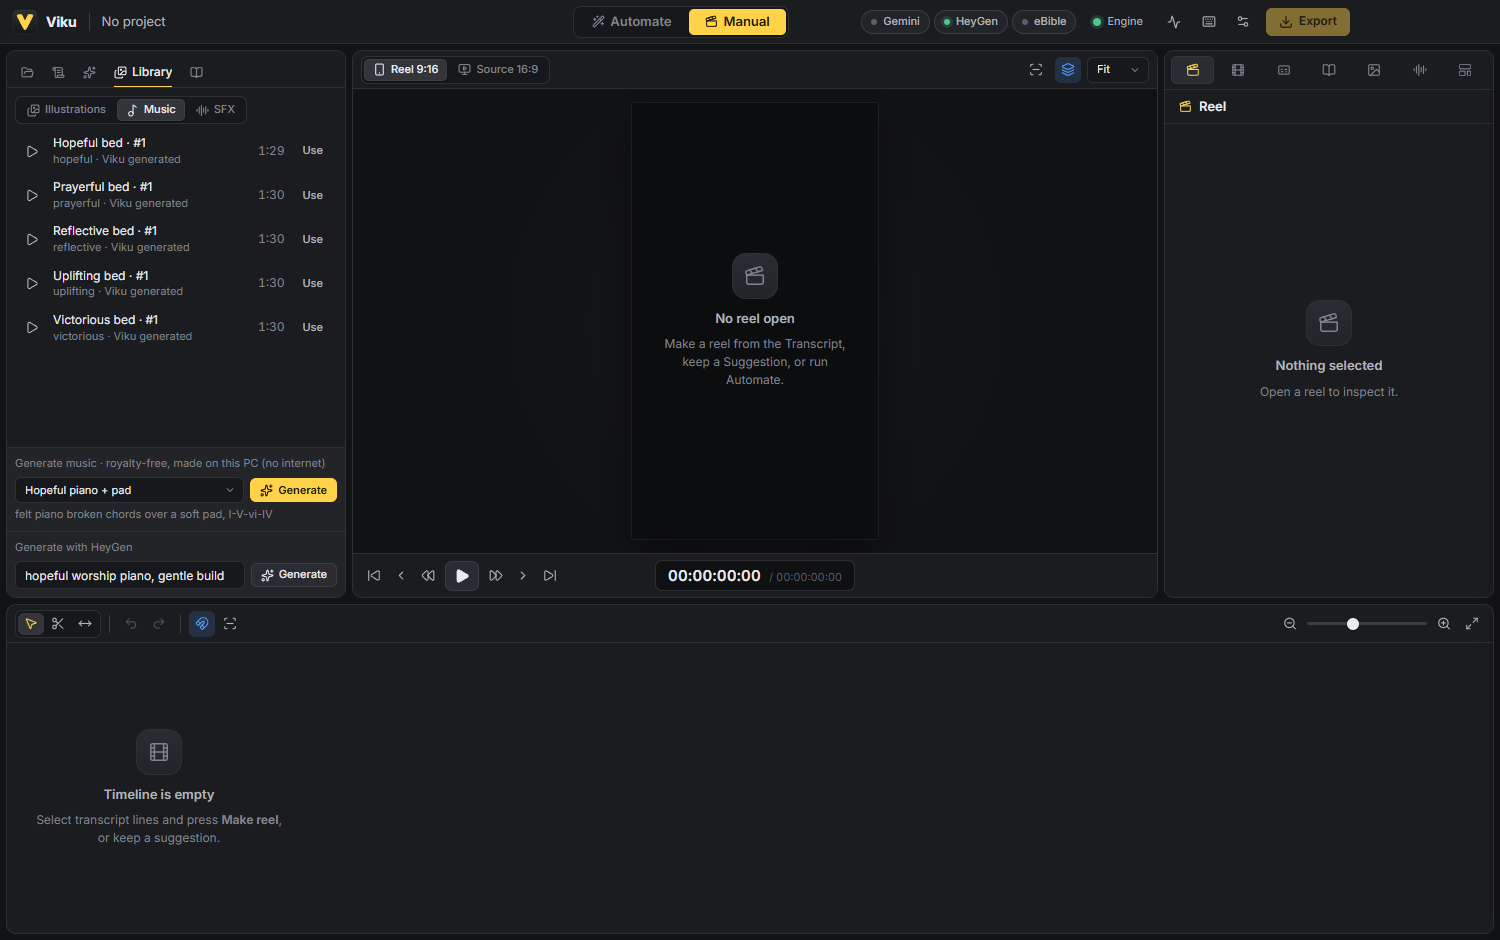 Viku
No project
Automate
Manual
Gemini
HeyGen
eBible
Engine
Export
Library
Illustrations
Music
SFX
Hopeful bed · #1
hopeful · Viku generated
1:29
Use
Prayerful bed · #1
prayerful · Viku generated
1:30
Use
Reflective bed · #1
reflective · Viku generated
1:30
Use
Uplifting bed · #1
uplifting · Viku generated
1:30
Use
Victorious bed · #1
victorious · Viku generated
1:30
Use
Generate music · royalty-free, made on this PC (no internet)
Hopeful piano + pad
Generate
felt piano broken chords over a soft pad, I-V-vi-IV
Generate with HeyGen
hopeful worship piano, gentle build
Generate
Reel 9:16
Source 16:9
Fit
No reel open
Make a reel from the Transcript,
keep a Suggestion, or run
Automate.
00:00:00:00
/ 00:00:00:00
Reel
Nothing selected
Open a reel to inspect it.
Timeline is empty
Select transcript lines and press Make reel,
or keep a suggestion.